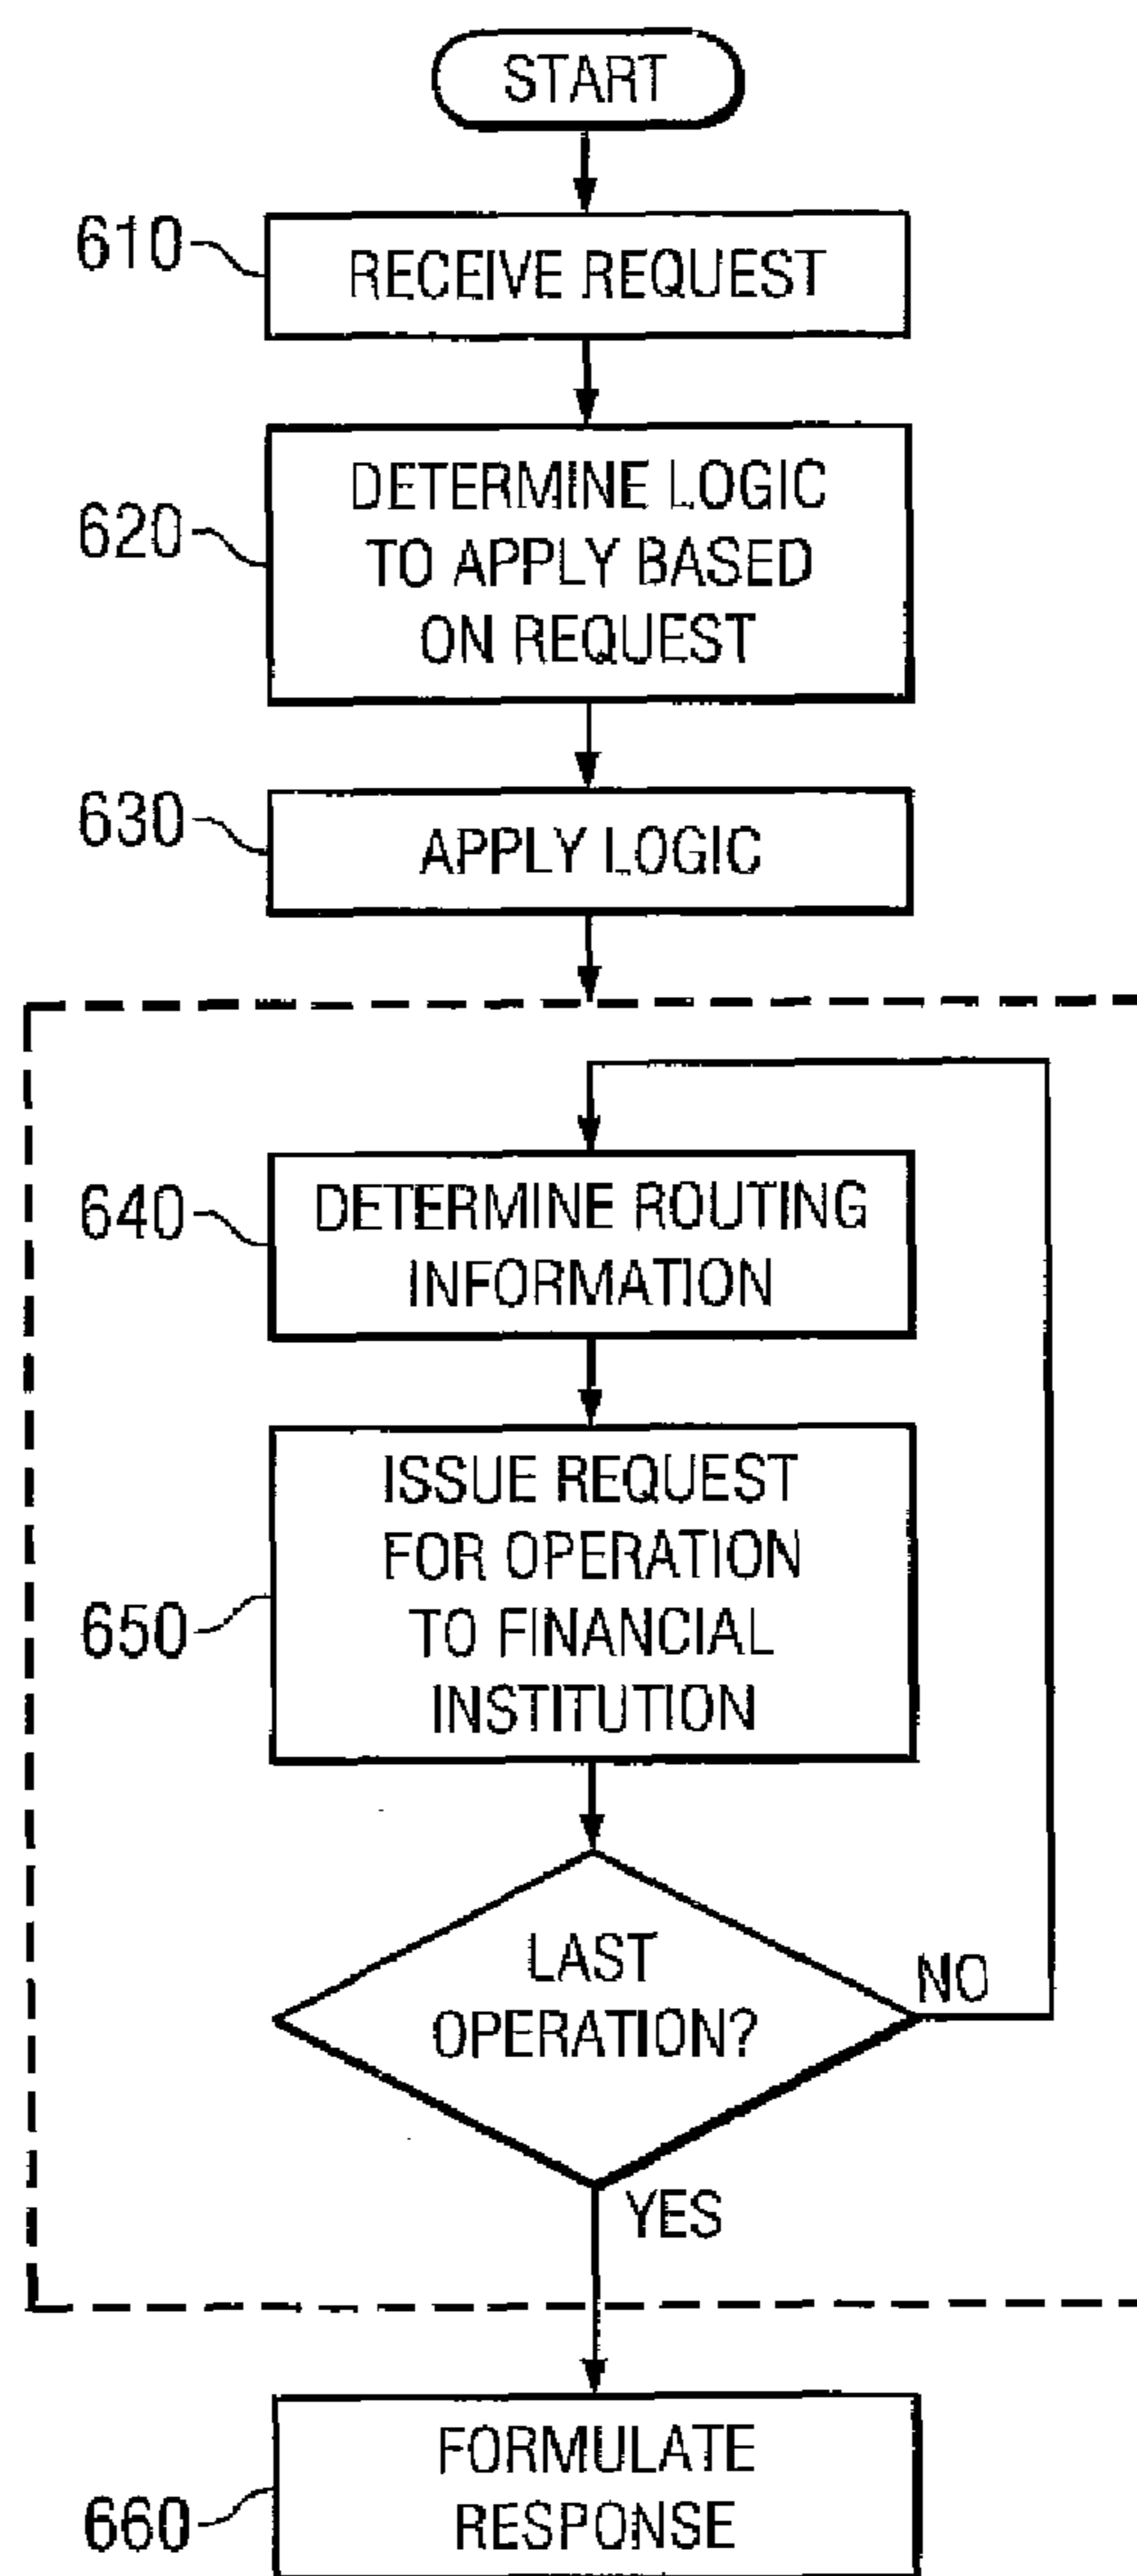 START
610
RECEIVE REQUEST
620
DETERMINE LOGIC
TO APPLY BASED
ON REQUEST
630
APPLY LOGIC
640
DETERMINE ROUTING
INFORMATION
650
ISSUE REQUEST
FOR OPERATION
TO FINANCIAL
INSTITUTION
LAST
OPERATION?
NO
YES
660
FORMULATE
RESPONSE